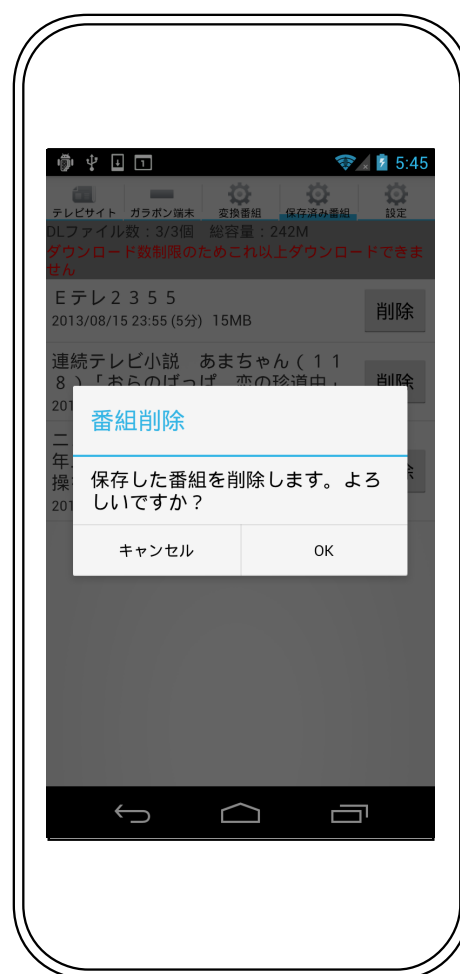 5:45
テレビサイト ガラポン端末 変換番組 保存済み番組 設定
DLファイル数:3/3個 総容量:242M
ダウンロード数制限のためこれ以上ダウンロードできま
せん
Eテレ2355
2013/08/15 23:55 (5分) 15MB
削除
連続テレビ小説 あまちゃん(11
8)「おらのばっぱ、恋の珍道中」
削除
201
番組削除
ニ
年
操
201
保存した番組を削除します。よろ
しいですか?
キャンセル OK